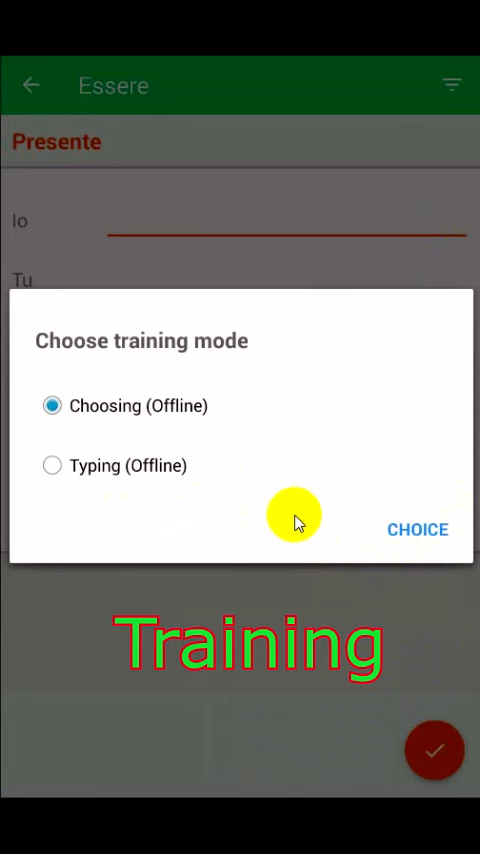 Essere
Presente
Io
Tu
Choose training mode
Choosing (Offline)
Typing (Offline)
CHOICE
Training